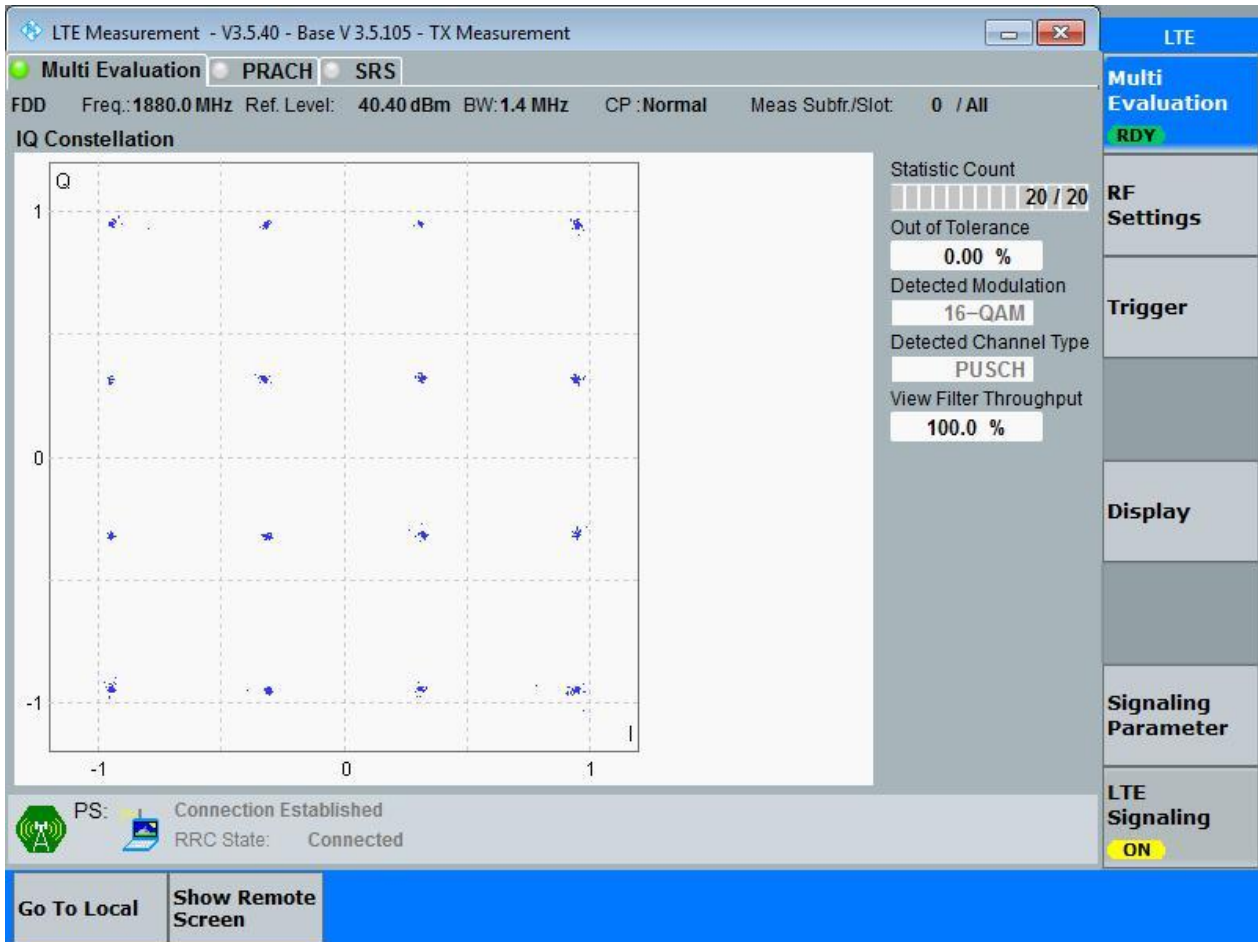 LTE Measurement - V3.5.40 - Base V 3.5.105 - TX Measurement
LTE
Multi Evaluation PRACH SRS
Multi
Evaluation
RDY
FDD Freq.:1880.0 MHz Ref. Level: 40.40 dBm BW:1.4 MHz CP :Normal Meas Subfr./Slot: 0 / All
IQ Constellation
Q
1
0
-1
I
-1 0 1
Statistic Count
20 / 20
Out of Tolerance
0.00 %
Detected Modulation
16-QAM
Detected Channel Type
PUSCH
View Filter Throughput
100.0 %
RF
Settings
Trigger
Display
Signaling
Parameter
LTE
Signaling
ON
PS: Connection Established
RRC State: Connected
Go To Local
Show Remote
Screen